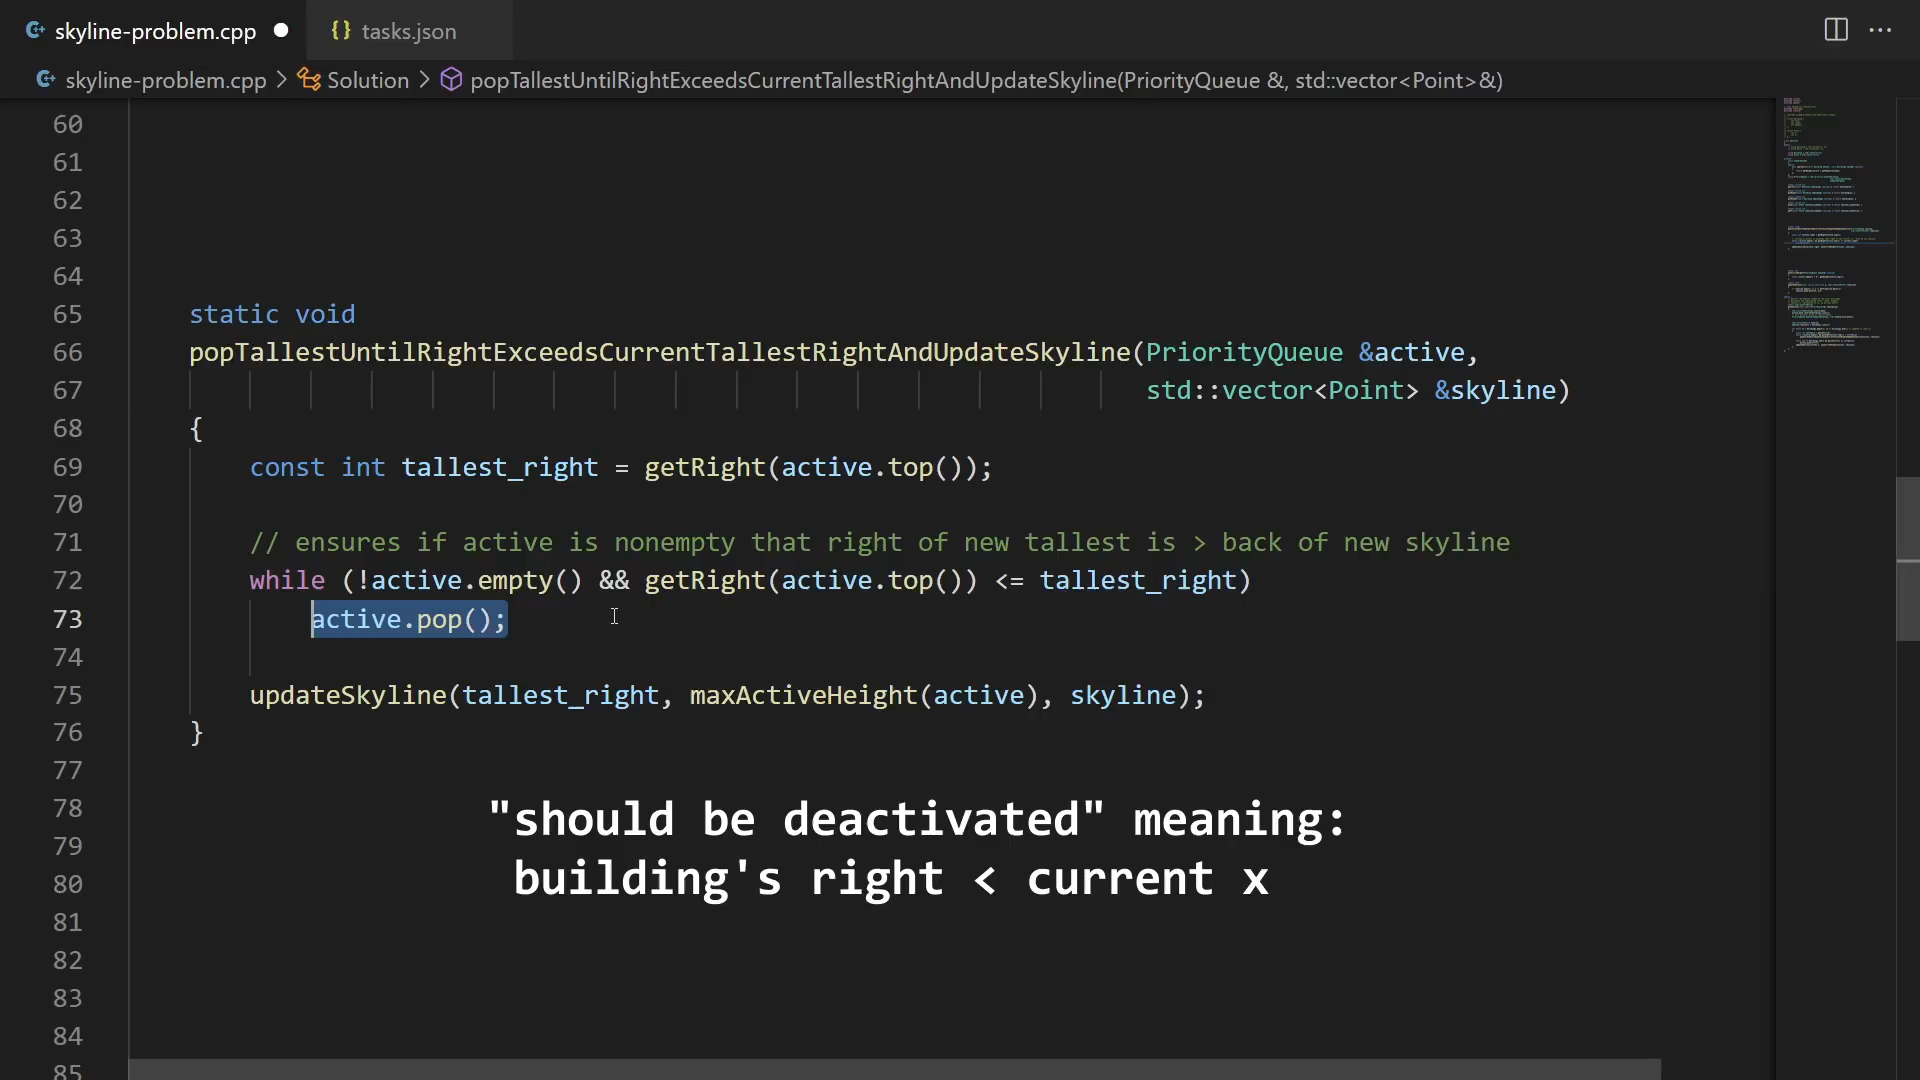 skyline-problem.cpp
{} tasks.json
skyline-problem.cpp > Solution > popTallestUntilRightExceedsCurrentTallestRightAndUpdateSkyline(PriorityQueue &, std::vector<Point>&)
60
61
62
63
64
65 static void
66 popTallestUntilRightExceedsCurrentTallestRightAndUpdateSkyline(PriorityQueue &active,
67 std::vector<Point> &skyline)
68 {
69 const int tallest_right = getRight(active.top());
70
71 // ensures if active is nonempty that right of new tallest is > back of new skyline
72 while (!active.empty() && getRight(active.top()) <= tallest_right)
73 active.pop();
74
75 updateSkyline(tallest_right, maxActiveHeight(active), skyline);
76 }
77
78
79
80
81
82
83
84
85
"should be deactivated" meaning:
building's right < current x